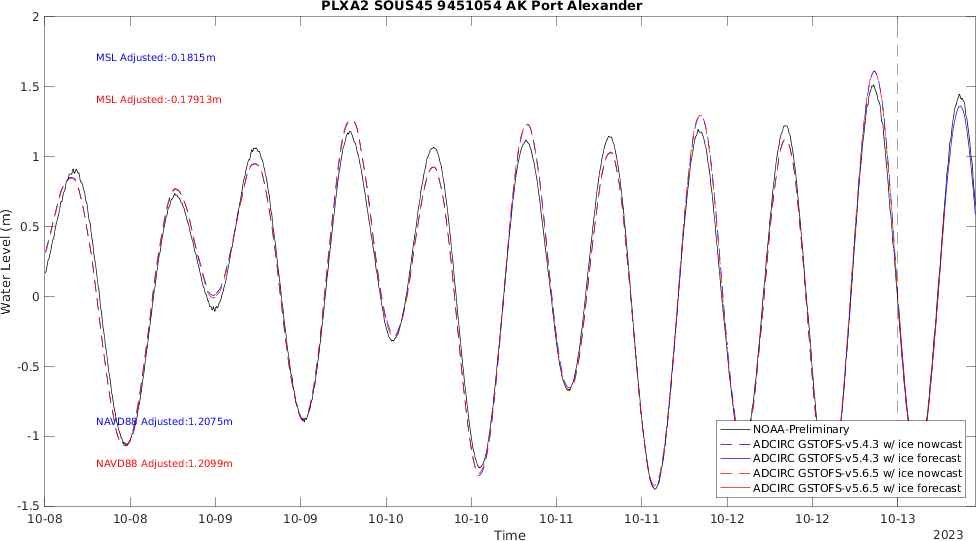 PLXA2 SOUS45 9451054 AK Port Alexander
2
1.5
1
0.5
0
-0.5
-1
-1.5
Water Level (m)
MSL Adjusted:-0.1815m
MSL Adjusted:-0.17913m
NAVD88 Adjusted:1.2075m
NAVD88 Adjusted:1.2099m
NOAA-Preliminary
ADCIRC GSTOFS-v5.4.3 w/ ice nowcast
ADCIRC GSTOFS-v5.4.3 w/ ice forecast
ADCIRC GSTOFS-v5.6.5 w/ ice nowcast
ADCIRC GSTOFS-v5.6.5 w/ ice forecast
10-08 10-08 10-09 10-09 10-10 10-10 10-11 10-11 10-12 10-12 10-13
Time
2023